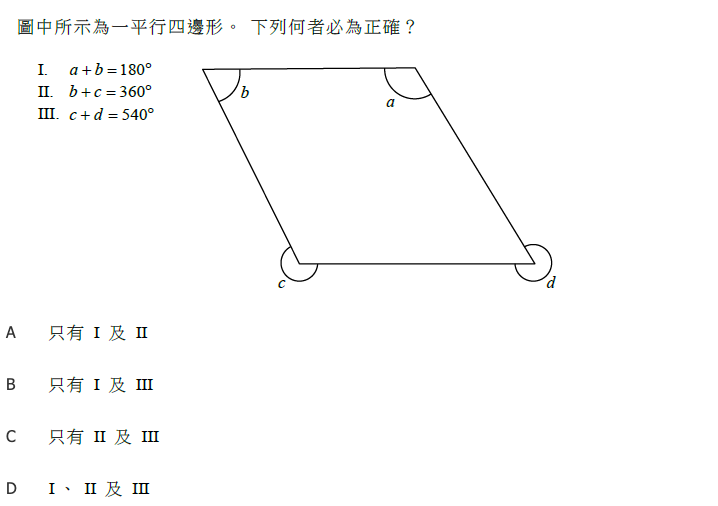 圖中所示為一平行四邊形。 下列何者必為正確？
I. a + b = 180°
II. b + c = 360°
III. c + d = 540°
b
a
c
d
A 只有 I 及 II
B 只有 I 及 III
C 只有 II 及 III
D I、 II 及 III